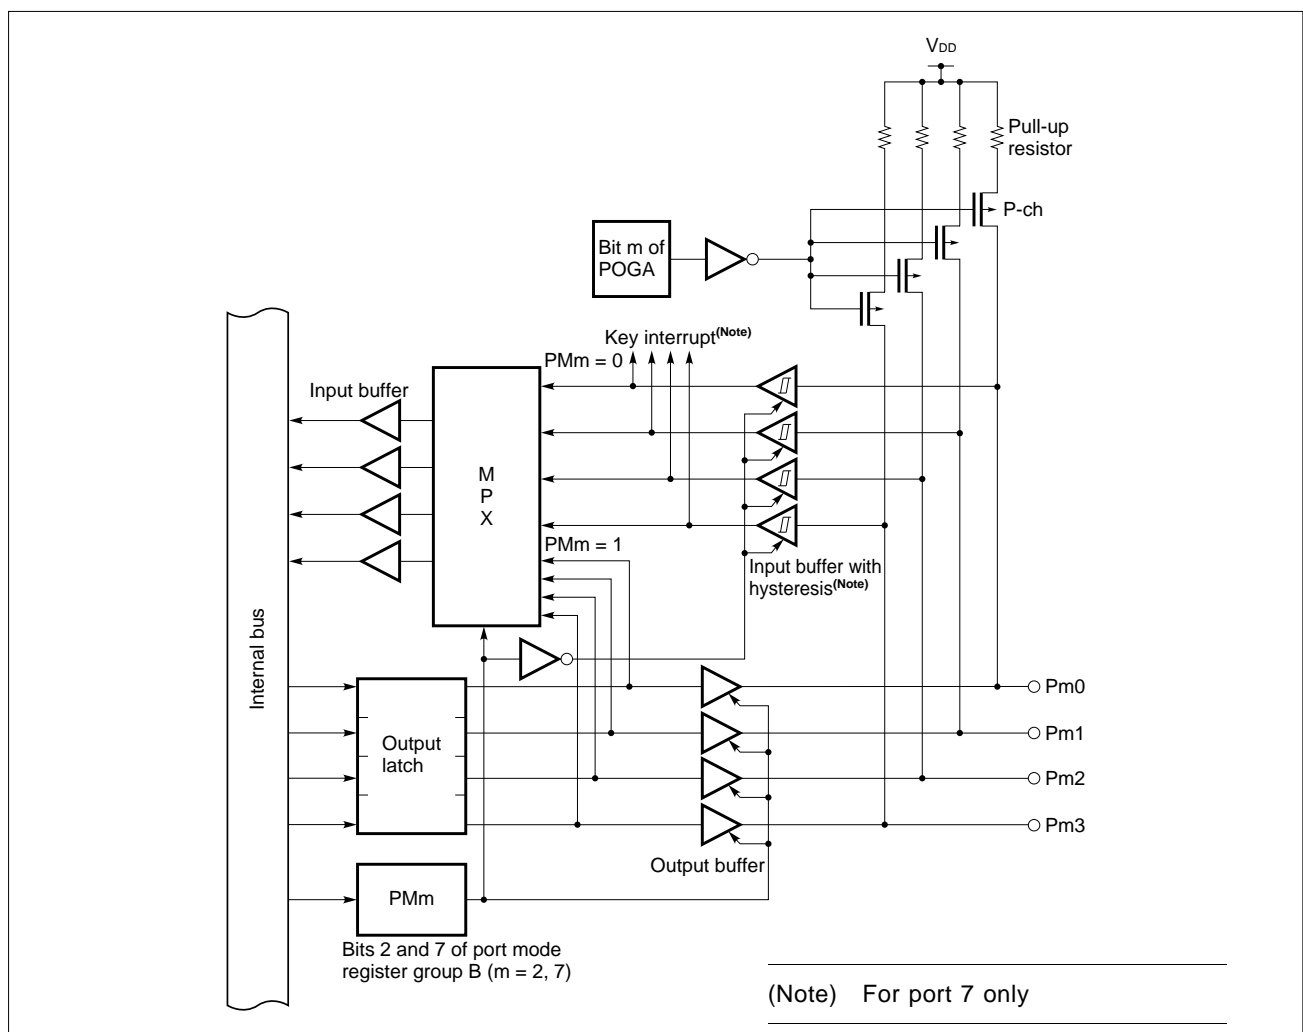 VDD
Pull-up
resistor
P-ch
Bit m of
POGA
Key interrupt(Note)
PMm = 0
Input buffer
M
P
X
PMm = 1
Input buffer with
hysteresis(Note)
Internal bus
Output
latch
Pm0
Pm1
Pm2
Pm3
Output buffer
PMm
Bits 2 and 7 of port mode
register group B (m = 2, 7)
(Note) For port 7 only